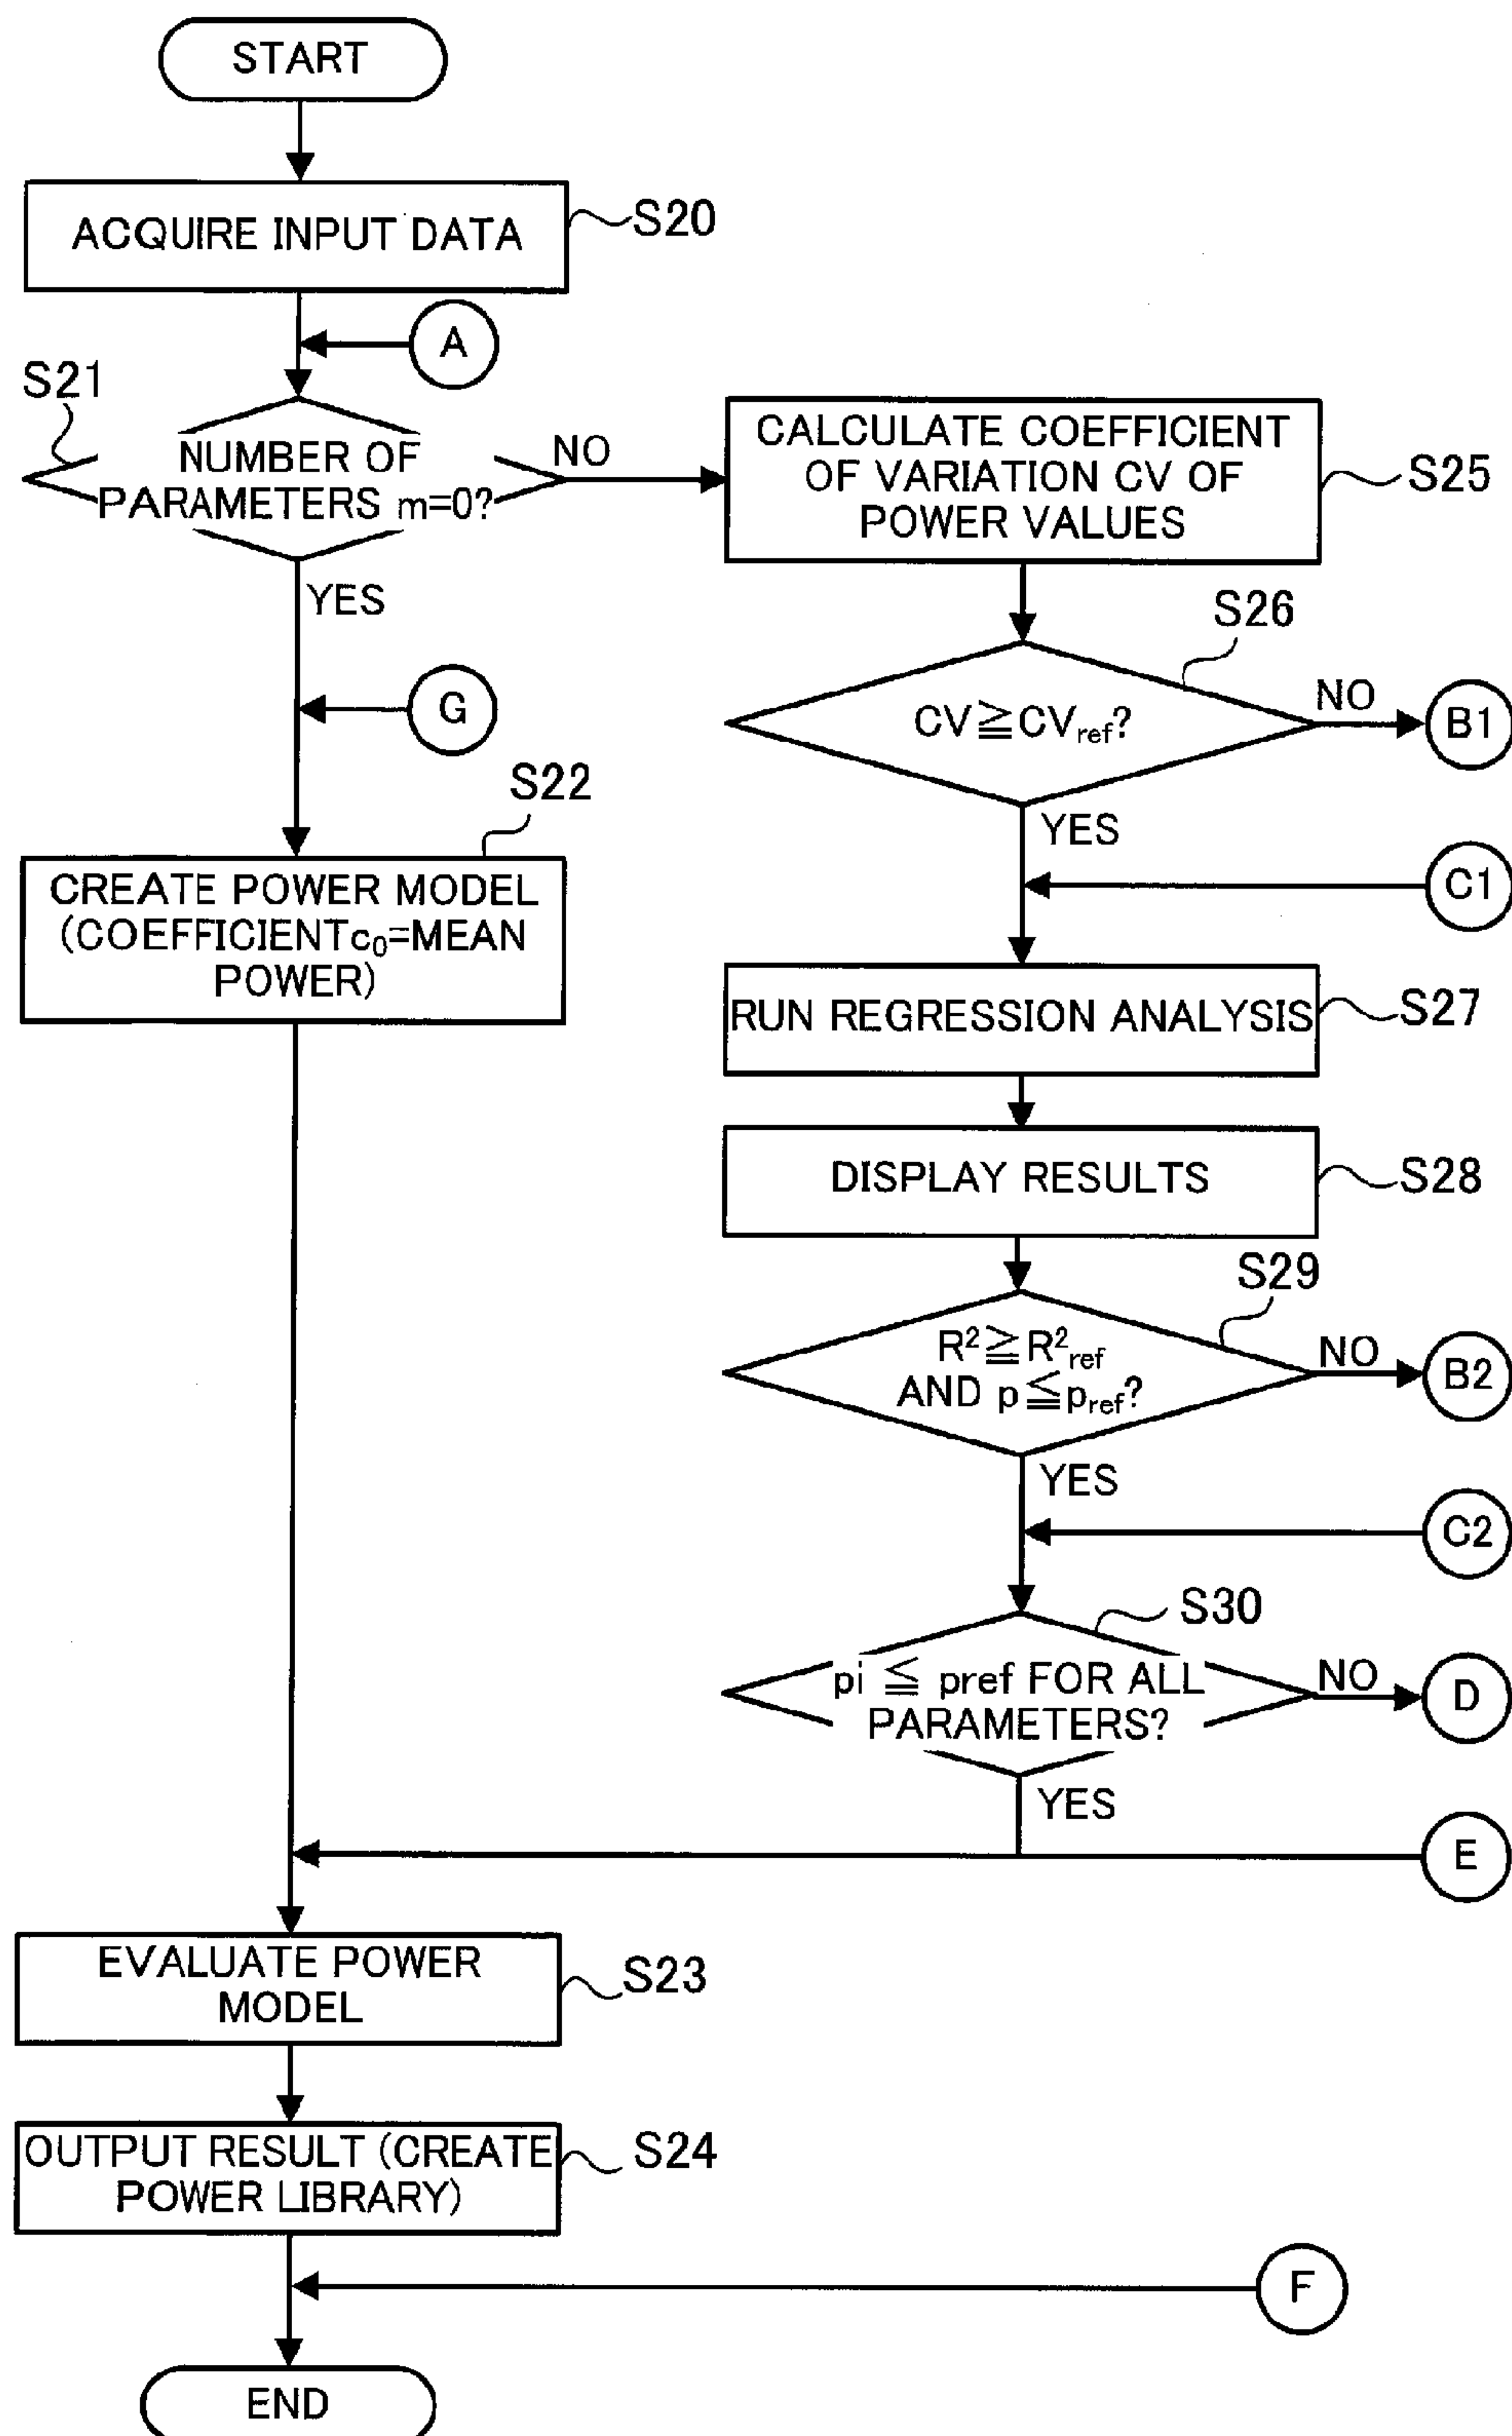 START
ACQUIRE INPUT DATA
S20
A
S21
NUMBER OF
PARAMETERS m=0?
NO
YES
G
S22
CREATE POWER MODEL
(COEFFICIENTc₀=MEAN
POWER)
CALCULATE COEFFICIENT
OF VARIATION CV OF
POWER VALUES
S25
S26
CV≧CVref?
NO
B1
YES
C1
RUN REGRESSION ANALYSIS
S27
DISPLAY RESULTS
S28
S29
R²≧R²ref
AND p≦pref?
NO
B2
YES
C2
S30
pi ≦ pref FOR ALL
PARAMETERS?
NO
D
YES
E
EVALUATE POWER
MODEL
S23
OUTPUT RESULT (CREATE
POWER LIBRARY)
S24
F
END